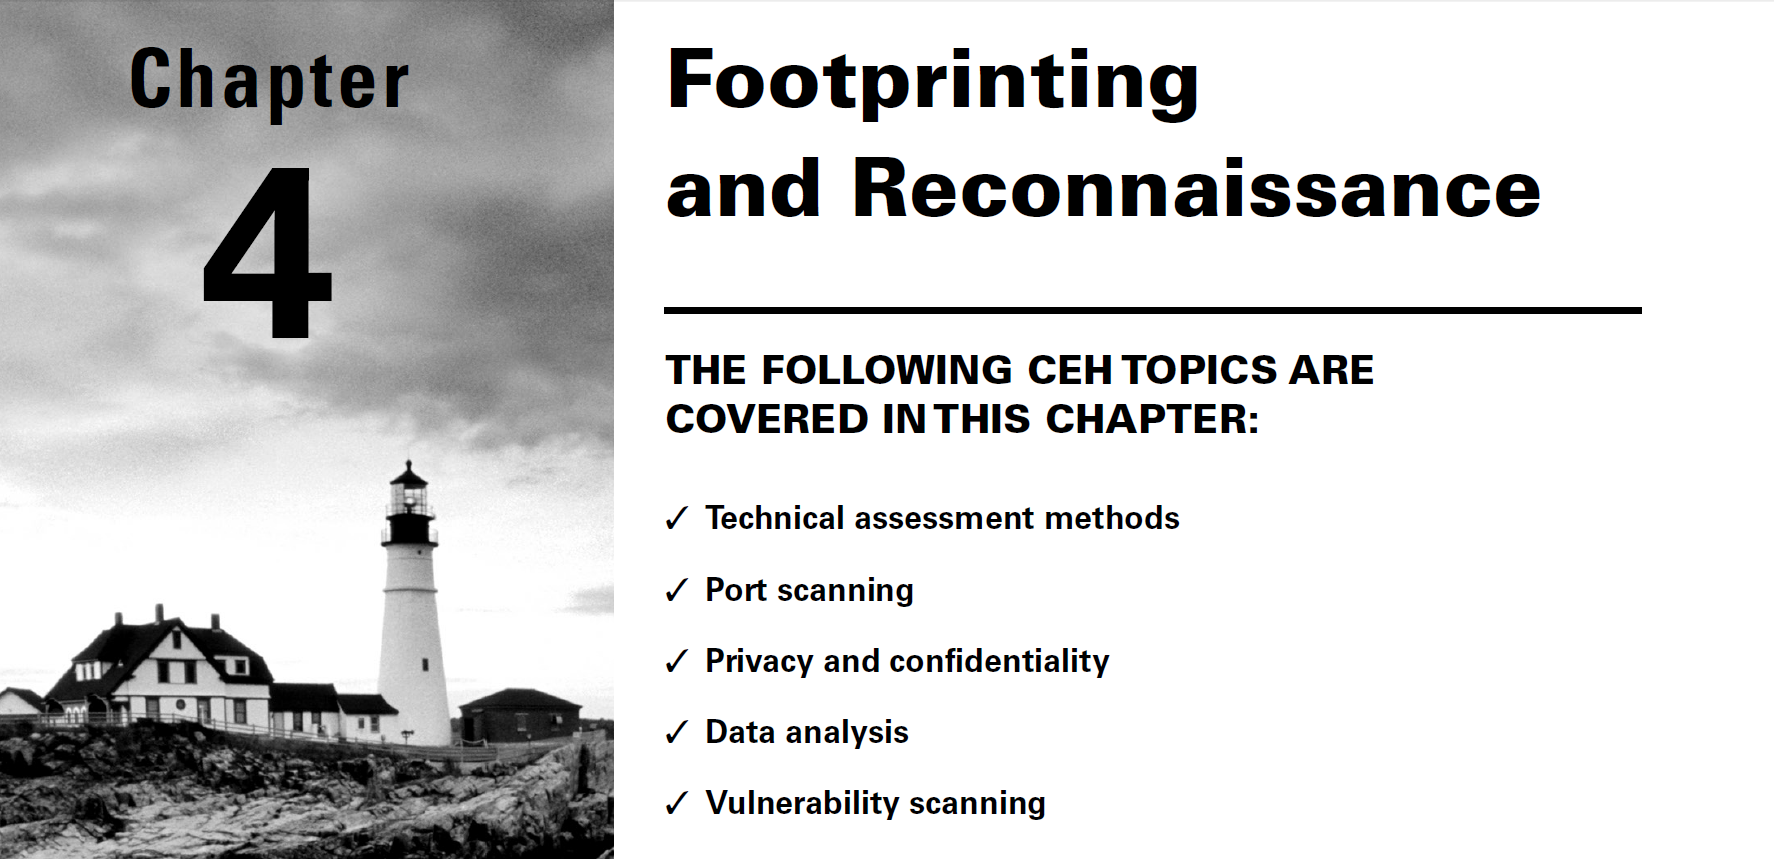 Chapter
4
Footprinting
and Reconnaissance
THE FOLLOWING CEH TOPICS ARE
COVERED IN THIS CHAPTER:
✓ Technical assessment methods
✓ Port scanning
✓ Privacy and confidentiality
✓ Data analysis
✓ Vulnerability scanning